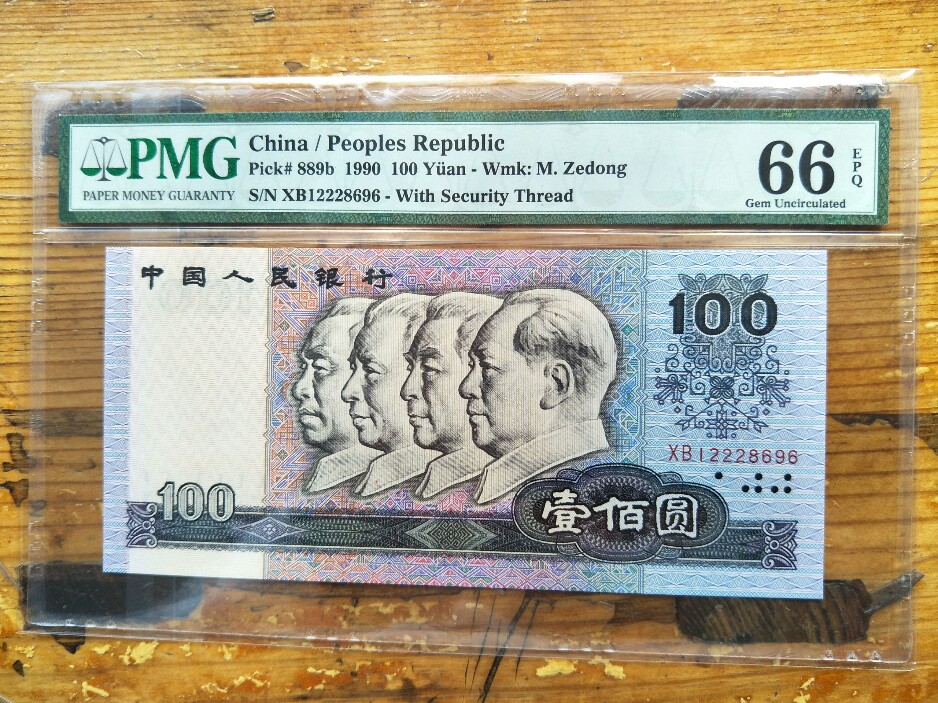 PMG
PAPER MONEY GUARANTY
China / Peoples Republic
Pick# 889b 1990 100 Yüan - Wmk: M. Zedong
S/N XB12228696 - With Security Thread
66 EPQ
Gem Uncirculated
中国人民银行
100
XB12228696
100
壹佰圆